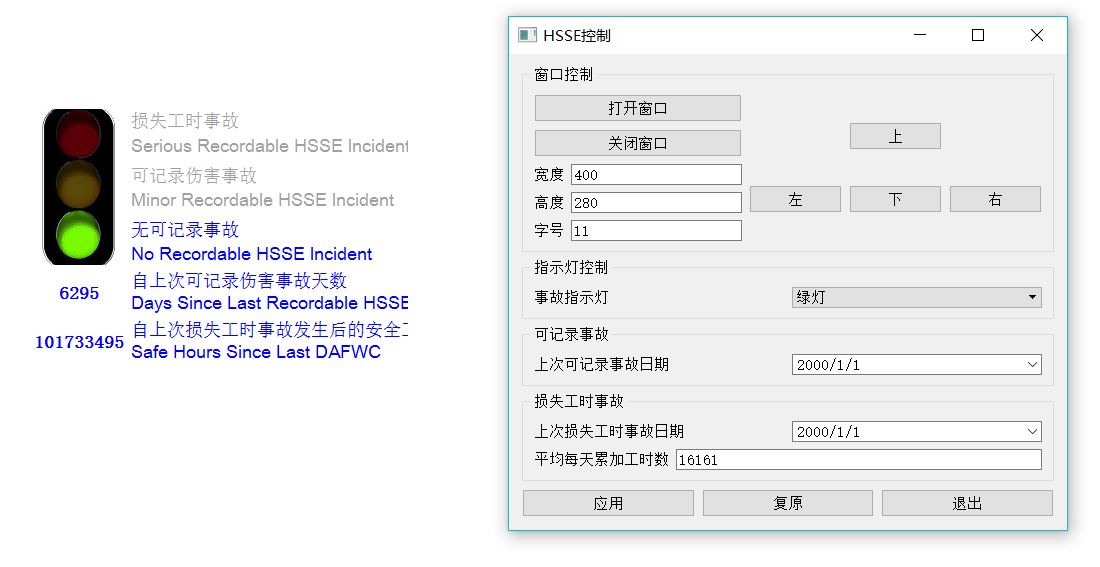 损失工时事故
Serious Recordable HSSE Incident
可记录伤害事故
Minor Recordable HSSE Incident
无可记录事故
No Recordable HSSE Incident
6295
自上次可记录伤害事故天数
Days Since Last Recordable HSSE
101733495
自上次损失工时事故发生后的安全工
Safe Hours Since Last DAFWC
HSSE控制
窗口控制
打开窗口
关闭窗口
宽度 400
高度 280
字号 11
上
左 下 右
指示灯控制
事故指示灯 绿灯
可记录事故
上次可记录事故日期 2000/1/1
损失工时事故
上次损失工时事故日期 2000/1/1
平均每天累加工时数 16161
应用 复原 退出